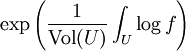 exp( 1/Vol(U) ∫_U log f )